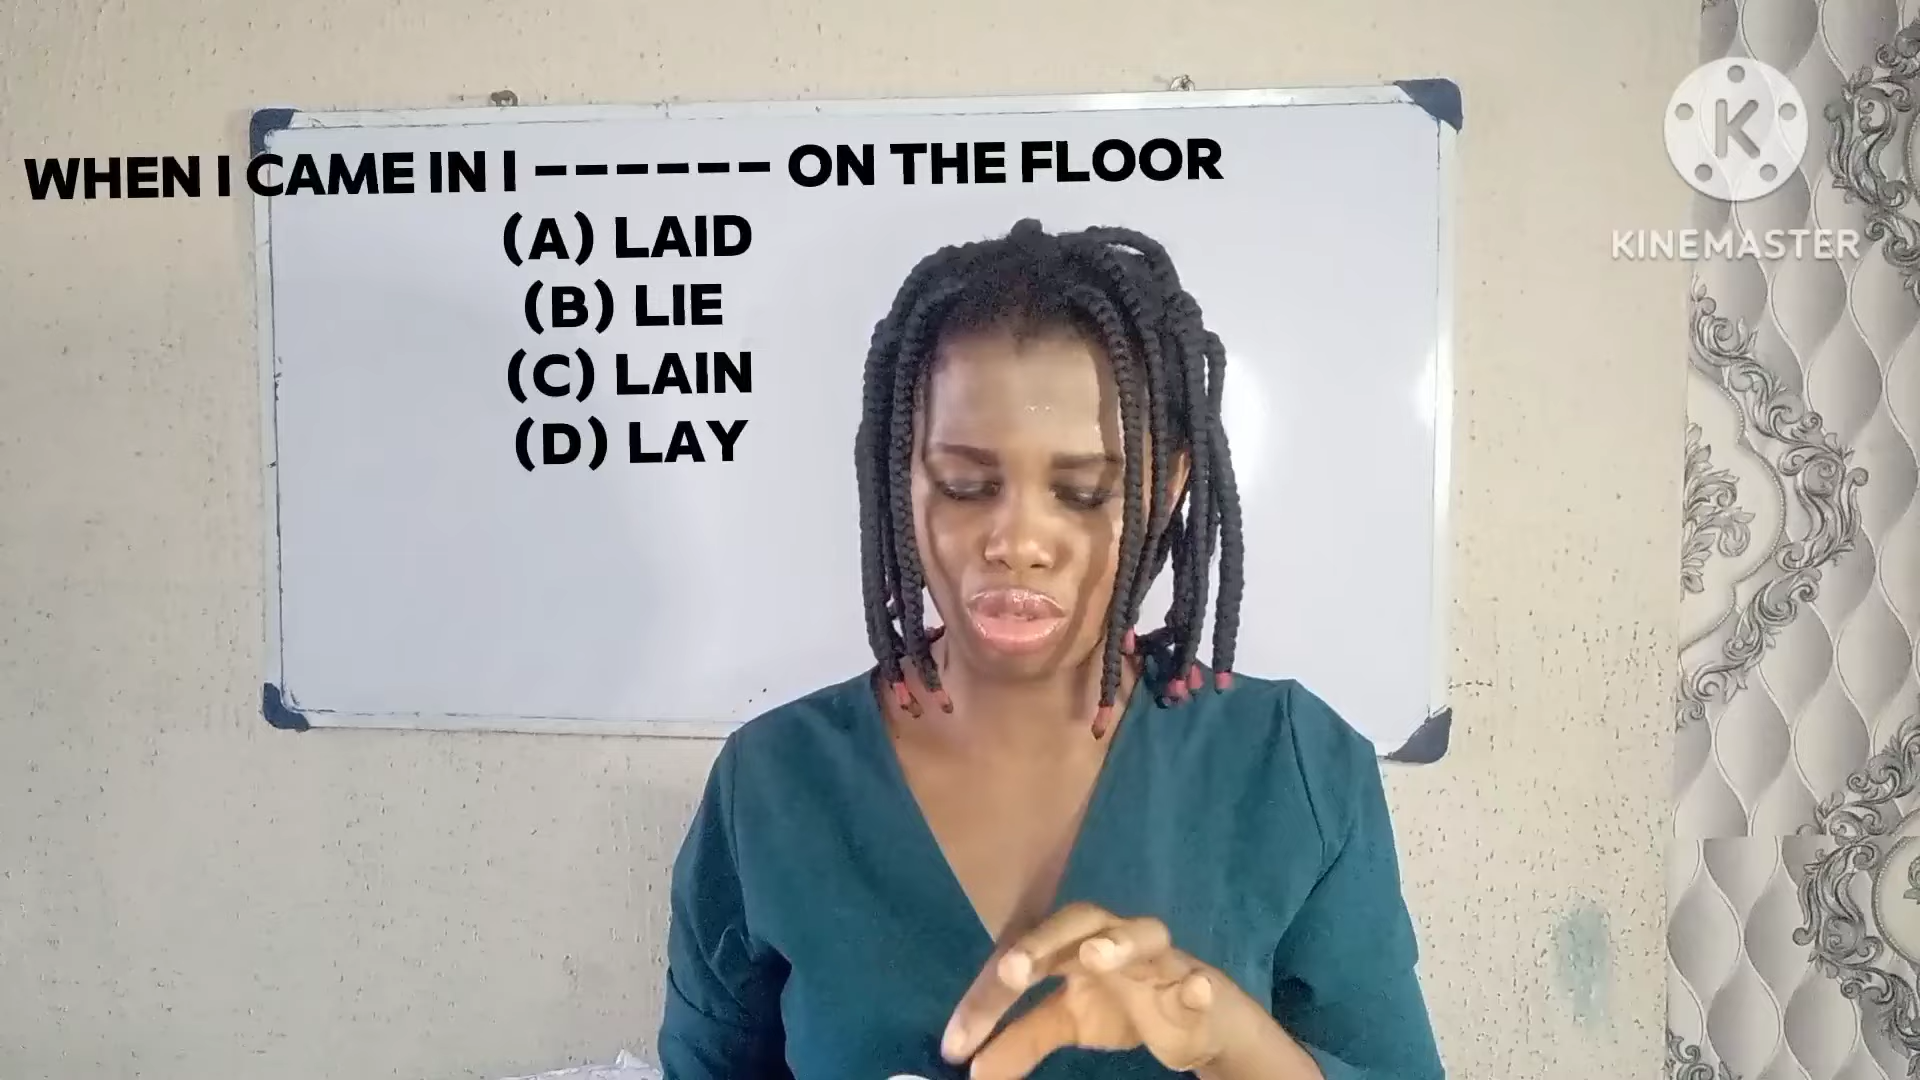 WHEN I CAME IN I ------ ON THE FLOOR
(A) LAID
(B) LIE
(C) LAIN
(D) LAY
K
KINEMASTER